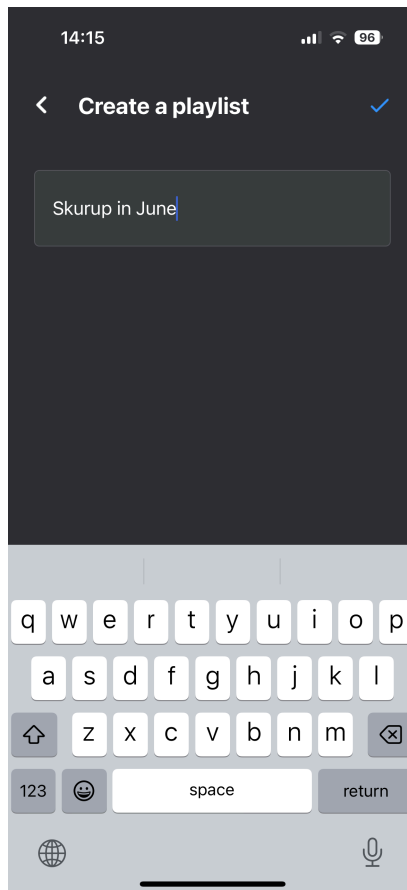 14:15
96
Create a playlist
Skurup in June
q w e r t y u i o p
a s d f g h j k l
z x c v b n m
123 space return